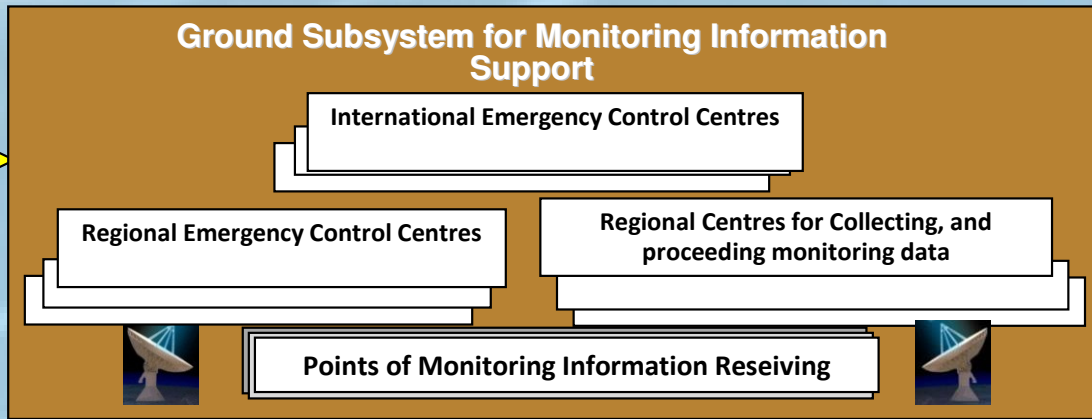 Ground Subsystem for Monitoring Information
Support
International Emergency Control Centres
Regional Emergency Control Centres
Regional Centres for Collecting, and
proceeding monitoring data
Points of Monitoring Information Reseiving